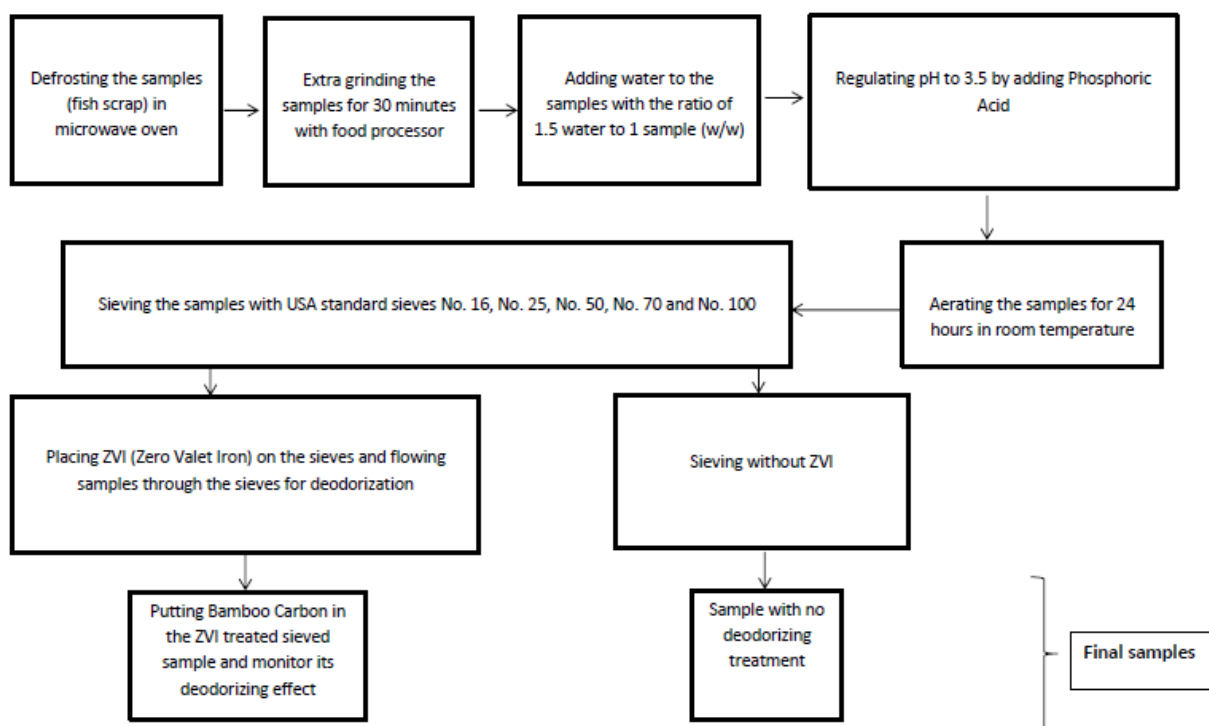 Defrosting the samples
(fish scrap) in
microwave oven
Extra grinding the
samples for 30 minutes
with food processor
Adding water to the
samples with the ratio of
1.5 water to 1 sample (w/w)
Regulating pH to 3.5 by adding Phosphoric
Acid
Sieving the samples with USA standard sieves No. 16, No. 25, No. 50, No. 70 and No. 100
Aerating the samples for 24
hours in room temperature
Placing ZVI (Zero Valet Iron) on the sieves and flowing
samples through the sieves for deodorization
Sieving without ZVI
Putting Bamboo Carbon in
the ZVI treated sieved
sample and monitor its
deodorizing effect
Sample with no
deodorizing
treatment
Final samples